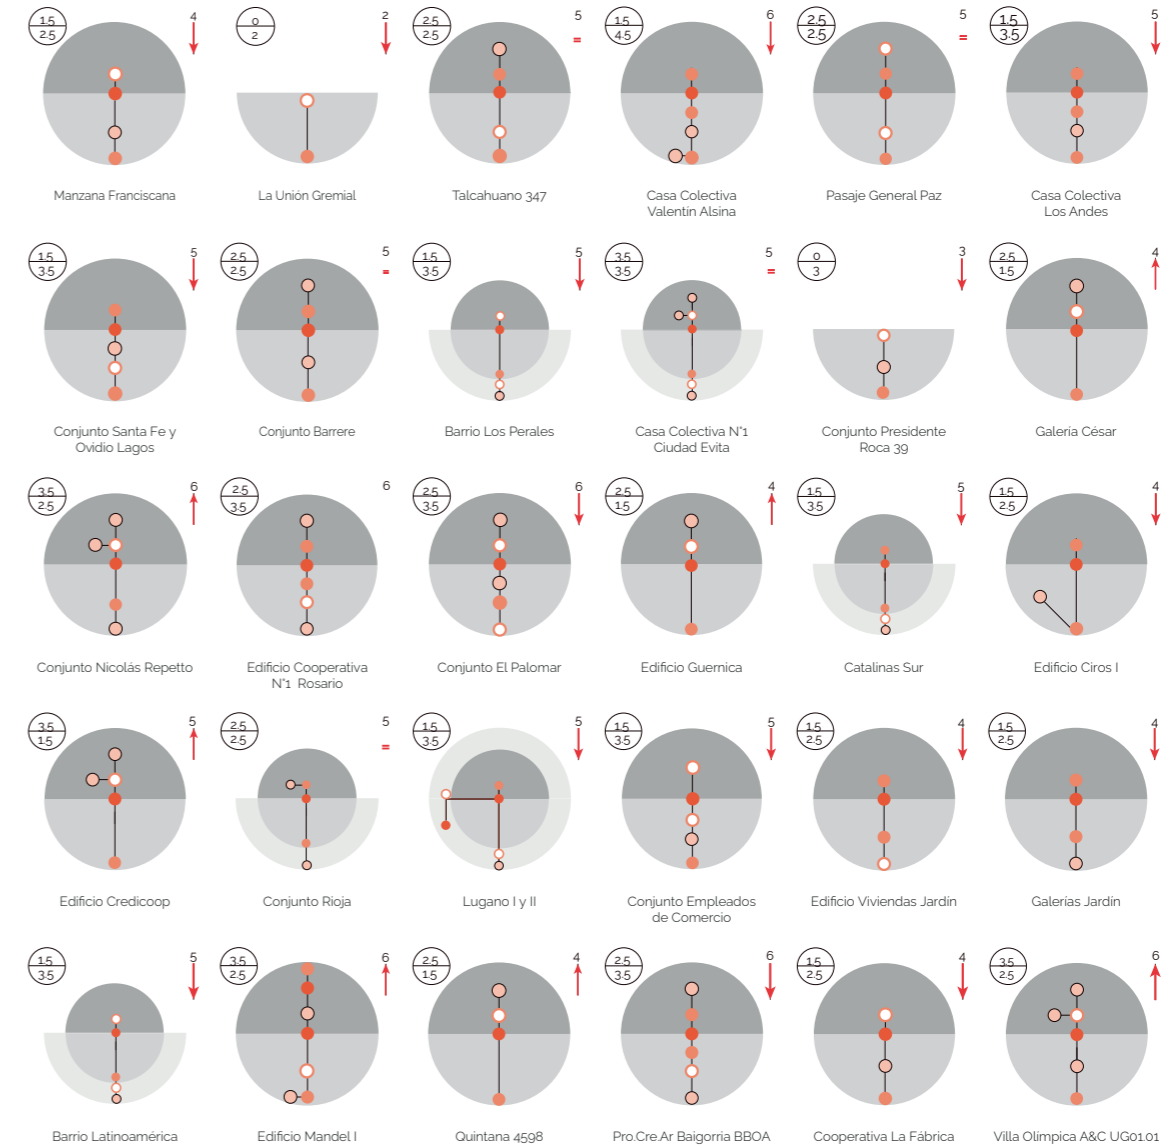 1.5
2.5
4
0
2
2
2.5
2.5
5
=
1.5
4.5
6
2.5
2.5
5
=
1.5
3.5
5
Manzana Franciscana
La Unión Gremial
Talcahuano 347
Casa Colectiva
Valentín Alsina
Pasaje General Paz
Casa Colectiva
Los Andes
1.5
3.5
5
2.5
2.5
5
=
1.5
3.5
5
3.5
3.5
5
=
0
3
3
2.5
1.5
4
Conjunto Santa Fe y
Ovidio Lagos
Conjunto Barrere
Barrio Los Perales
Casa Colectiva N°1
Ciudad Evita
Conjunto Presidente
Roca 39
Galería César
3.5
2.5
6
2.5
3.5
6
2.5
3.5
6
2.5
1.5
4
1.5
3.5
5
1.5
2.5
4
Conjunto Nicolás Repetto
Edificio Cooperativa
N°1 Rosario
Conjunto El Palomar
Edificio Guernica
Catalinas Sur
Edificio Ciros I
3.5
1.5
5
2.5
2.5
5
=
1.5
3.5
5
1.5
3.5
5
1.5
2.5
4
1.5
2.5
4
Edificio Credicoop
Conjunto Rioja
Lugano I y II
Conjunto Empleados
de Comercio
Edificio Viviendas Jardín
Galerías Jardín
1.5
3.5
5
3.5
2.5
6
2.5
1.5
4
2.5
3.5
6
1.5
2.5
4
3.5
2.5
6
Barrio Latinoamérica
Edificio Mandel I
Quintana 4598
Pro.Cre.Ar Baigorria BBOA
Cooperativa La Fábrica
Villa Olímpica A&C UG01.01